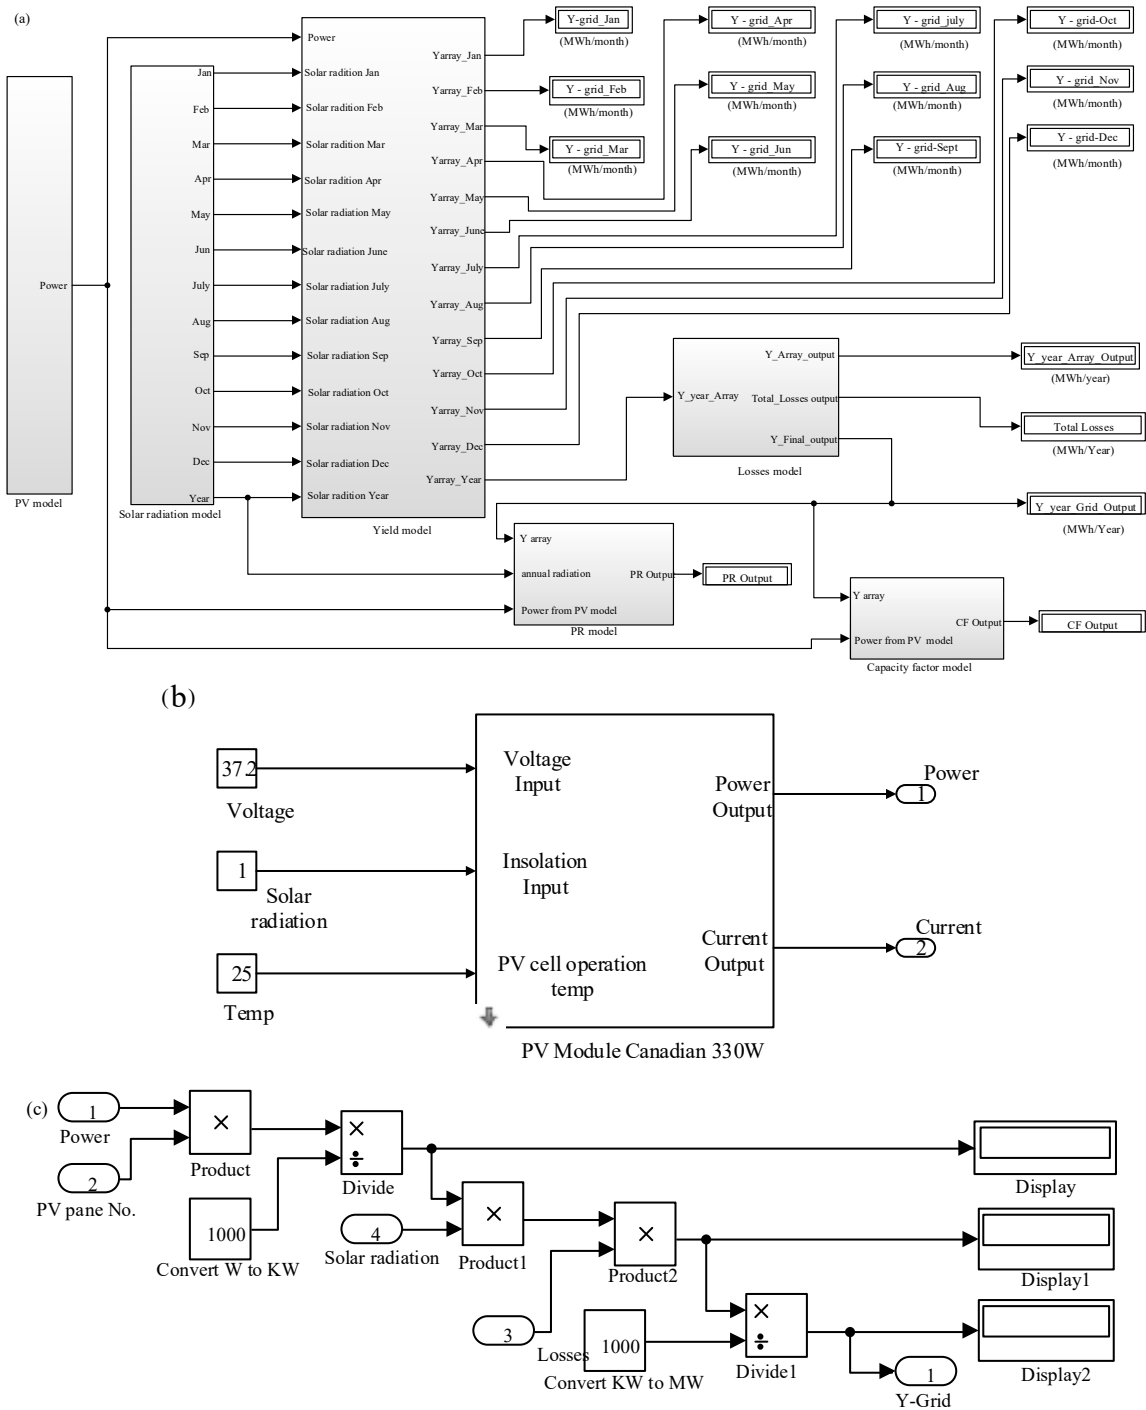 (a)
PV model
Power
Solar radiation model
Jan
Feb
Mar
Apr
May
Jun
July
Aug
Sep
Oct
Nov
Dec
Year
Yield model
Power
Solar radition Jan
Solar radition Feb
Solar radition Mar
Solar radition Apr
Solar radiation May
Solar radiation June
Solar radiation July
Solar radiation Aug
Solar radiation Sep
Solar radiation Oct
Solar radiation Nov
Solar radiation Dec
Solar radition Year
Yarray_Jan
Yarray_Feb
Yarray_Mar
Yarray_Apr
Yarray_May
Yarray_June
Yarray_July
Yarray_Aug
Yarray_Sep
Yarray_Oct
Yarray_Nov
Yarray_Dec
Yarray_Year
Y-grid_Jan
(MWh/month)
Y - grid_Feb
(MWh/month)
Y - grid_Mar
(MWh/month)
Y - grid_Apr
(MWh/month)
Y - grid_May
(MWh/month)
Y - grid_Jun
(MWh/month)
Y - grid_july
(MWh/month)
Y - grid_Aug
(MWh/month)
Y - grid-Sept
(MWh/month)
Y - grid-Oct
(MWh/month)
Y - grid_Nov
(MWh/month)
Y - grid-Dec
(MWh/month)
Y_year_Array
Y_Array_output
Total_Losses output
Y_Final_output
Losses model
Y_year_Array_Output
(MWh/year)
Total Losses
(MWh/Year)
Y_year_Grid_Output
(MWh/Year)
Y array
annual radiation
Power from PV model
PR Output
PR model
PR Output
Y array
Power from PV model
CF Output
Capacity factor model
CF Output
(b)
37.2
Voltage
1
Solar
radiation
25
Temp
Voltage
Input
Insolation
Input
PV cell operation
temp
Power
Output
Current
Output
PV Module Canadian 330W
Power
1
Current
2
(c)
1
Power
2
PV pane No.
×
Product
1000
Convert W to KW
×
÷
Divide
4
Solar radiation
×
Product1
3
Losses
×
Product2
1000
Convert KW to MW
×
÷
Divide1
Display
Display1
Display2
1
Y-Grid